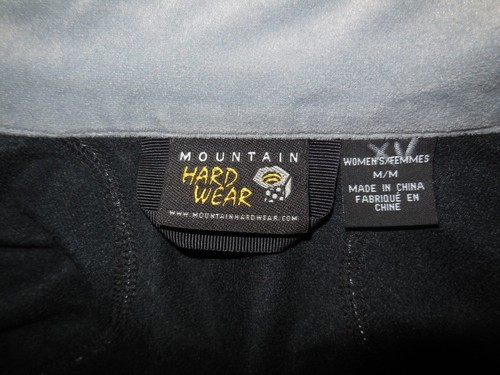 MOUNTAIN
HARD
WEAR
WWW.MOUNTAINHARDWEAR.COM
XV
WOMEN'S/FEMMES
M/M
MADE IN CHINA
FABRIQUÉ EN
CHINE